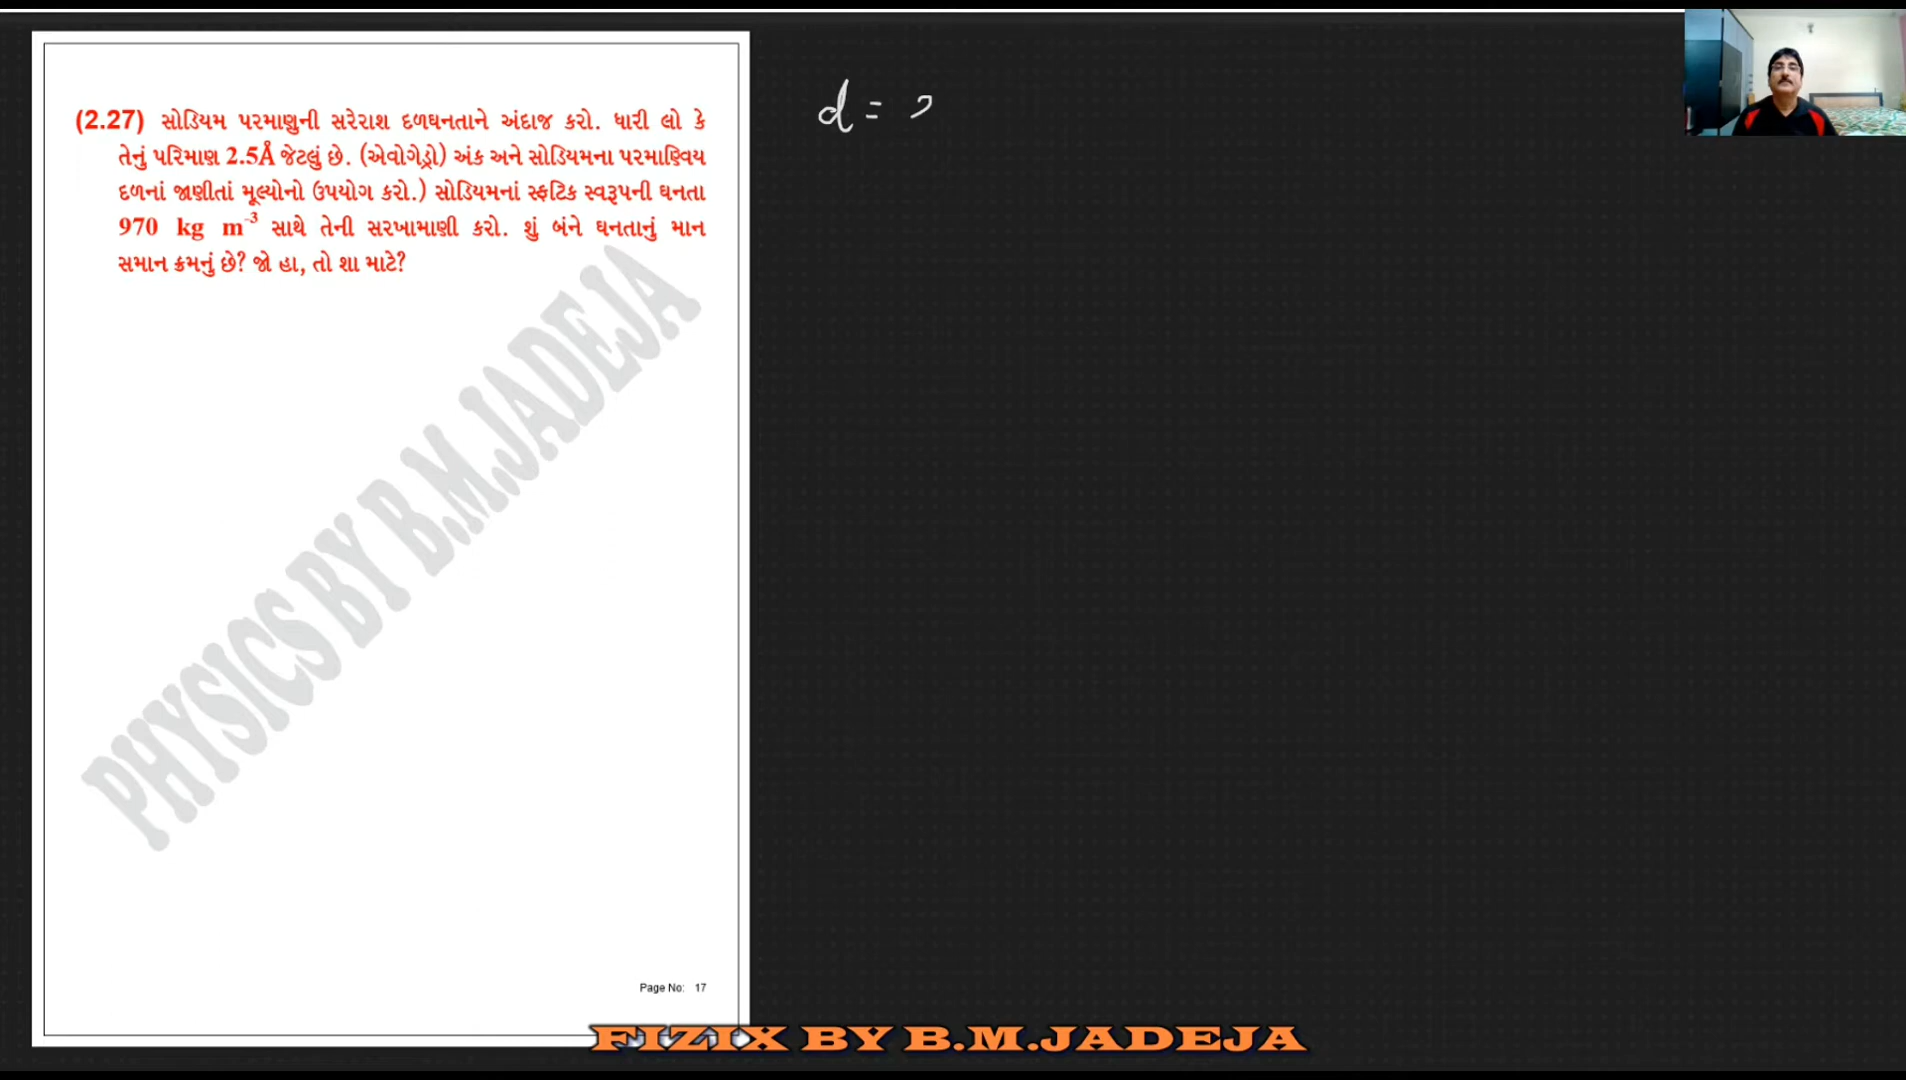 (2.27) સોડિયમ પરમાણુની સરેરાશ દળઘનતાને અંદાજ કરો. ધારી લો કે
તેનું પરિમાણ 2.5Å જેટલું છે. (એવોગેડ્રો) અંક અને સોડિયમના પરમાણ્વિય
દળનાં જાણીતાં મૂલ્યોનો ઉપયોગ કરો.) સોડિયમનાં સ્ફટિક સ્વરૂપની ઘનતા
970 kg m⁻³ સાથે તેની સરખામાણી કરો. શું બંને ઘનતાનું માન
સમાન ક્રમનું છે? જો હા, તો શા માટે?
PHYSICS BY B.M.JADEJA
Page No: 17
d = 2
FIZIX BY B.M.JADEJA